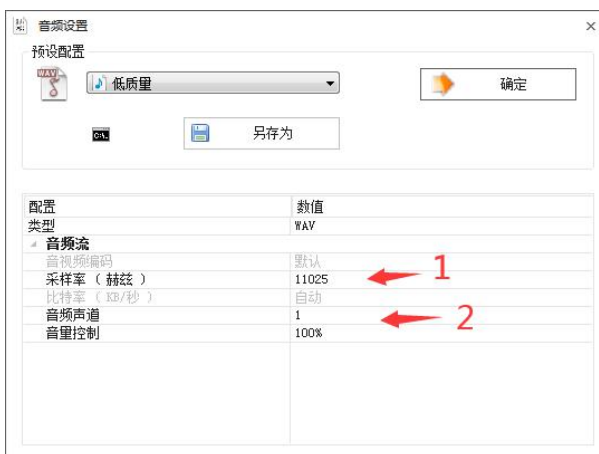 音频设置
预设配置
WAV
低质量
确定
C:\_
另存为
配置 数值
类型 WAV
音频流
音视频编码 默认
采样率 ( 赫兹 ) 11025 1
比特率 ( KB/秒 ) 自动
音频声道 1 2
音量控制 100%